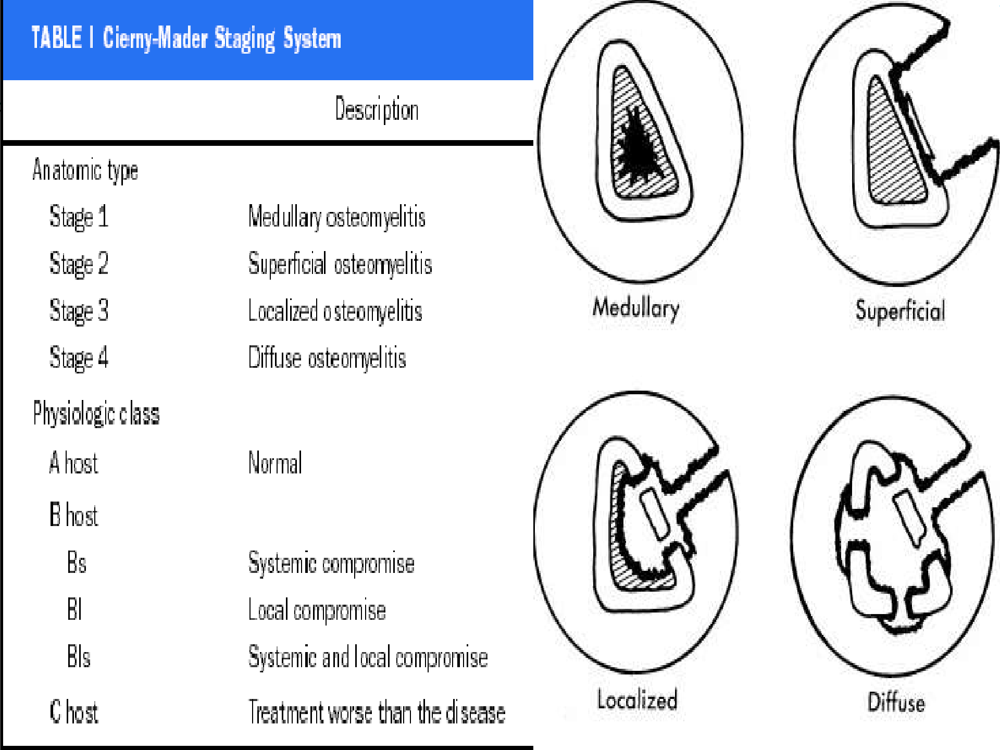 TABLE I Cierny-Mader Staging System
Description
Anatomic type
Stage 1 Medullary osteomyelitis
Stage 2 Superficial osteomyelitis
Stage 3 Localized osteomyelitis
Stage 4 Diffuse osteomyelitis
Physiologic class
A host Normal
B host
Bs Systemic compromise
Bl Local compromise
Bls Systemic and local compromise
C host Treatment worse than the disease
Medullary
Superficial
Localized
Diffuse